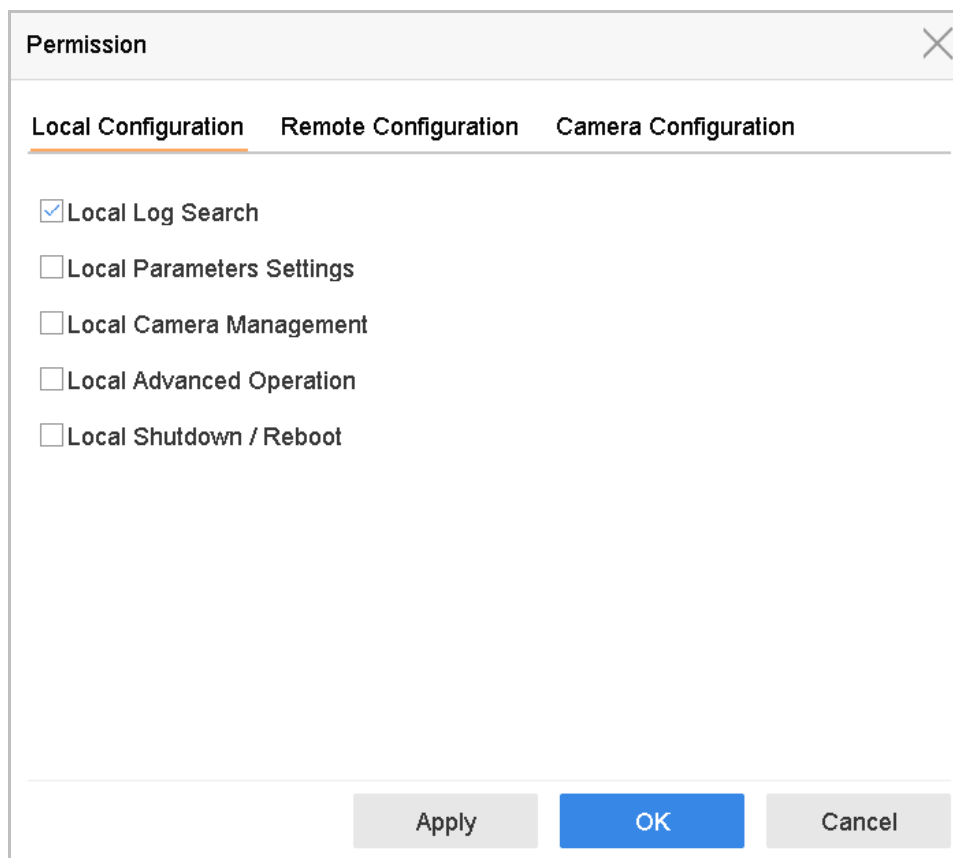 Permission
Local Configuration Remote Configuration Camera Configuration
Local Log Search
Local Parameters Settings
Local Camera Management
Local Advanced Operation
Local Shutdown / Reboot
Apply OK Cancel